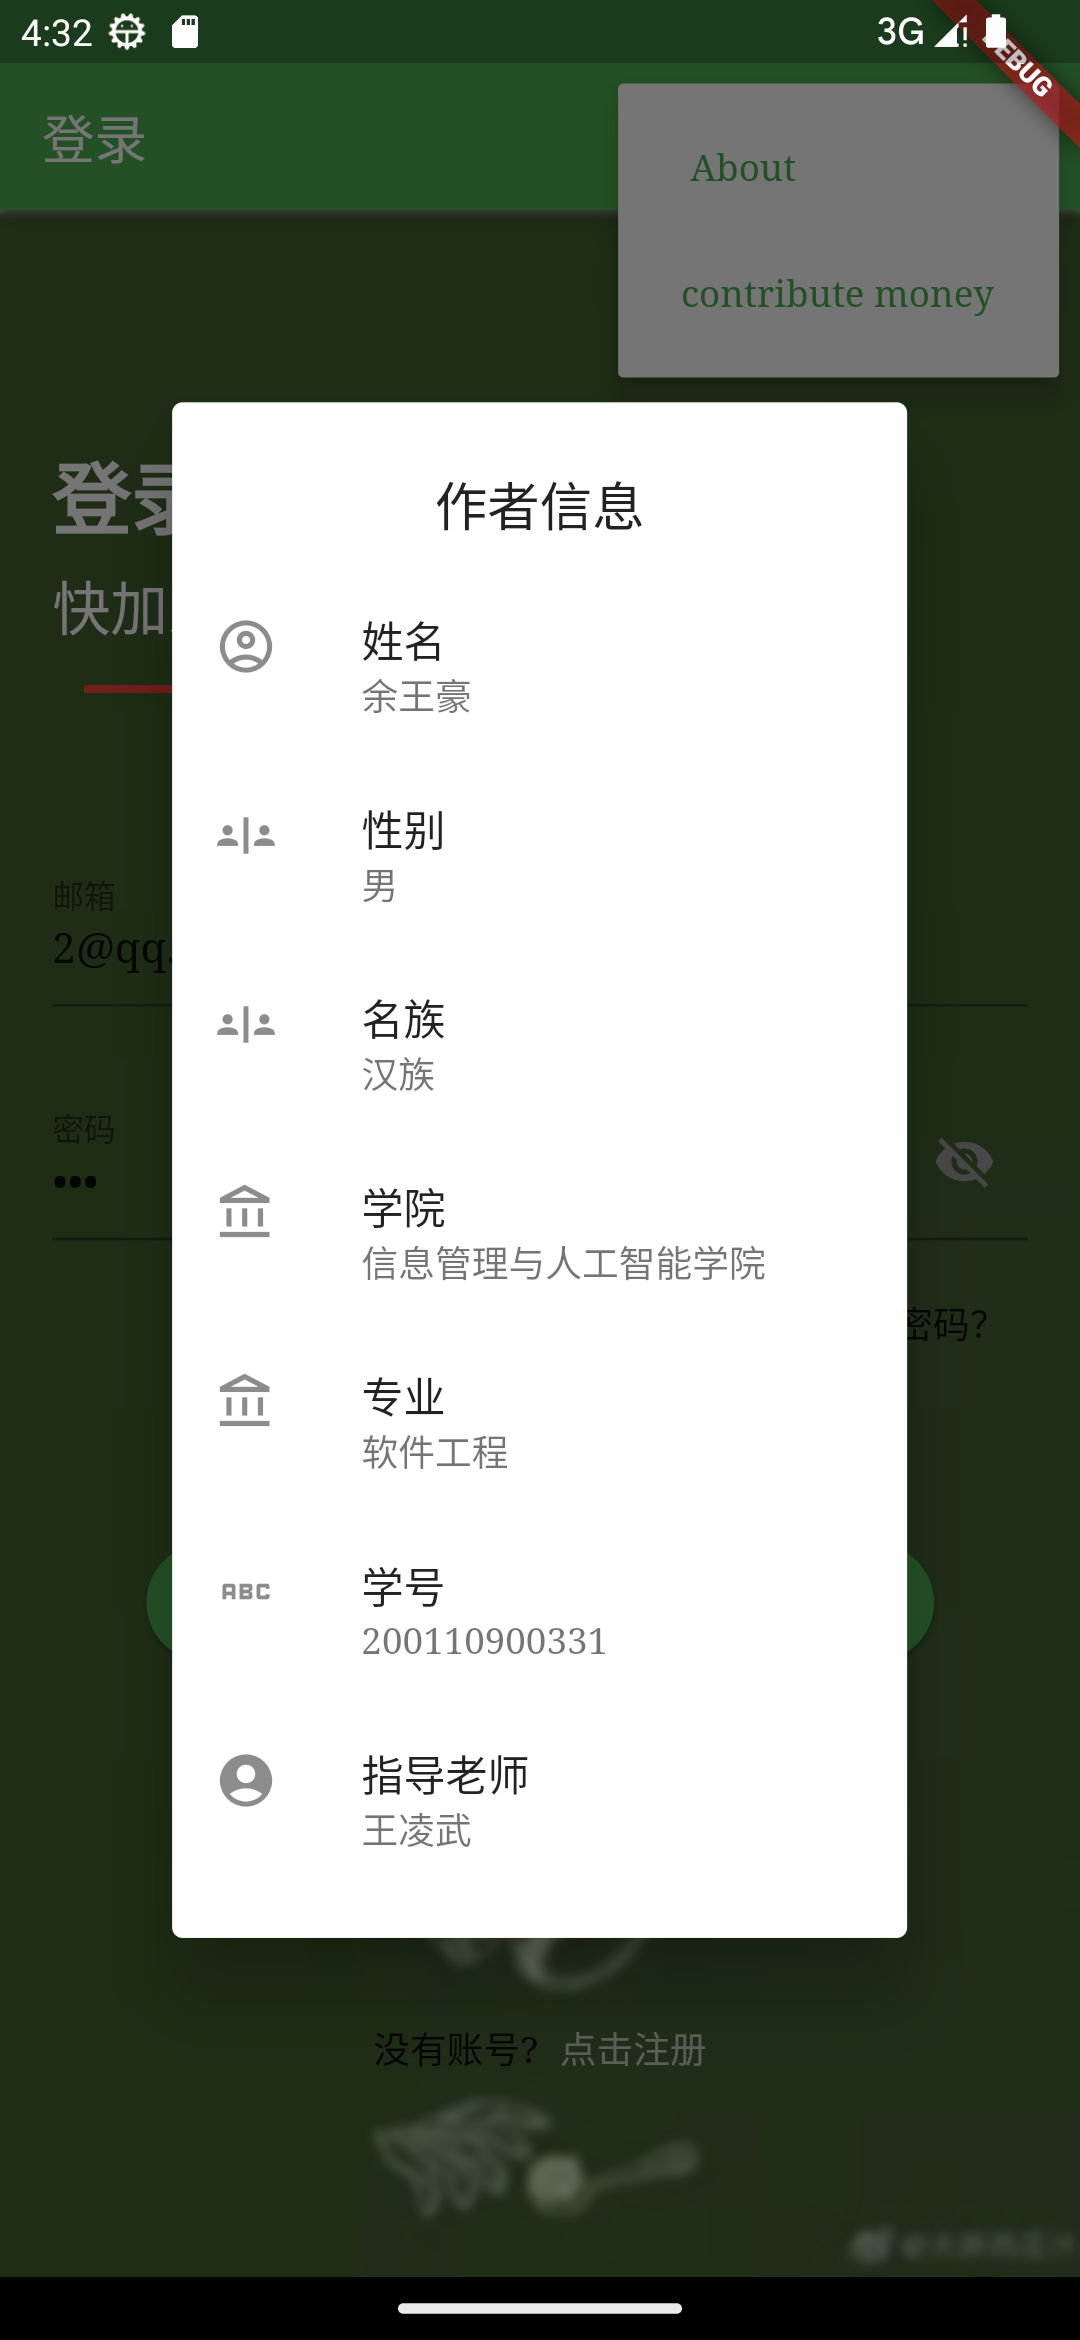 4:32
3G
DEBUG
登录
About
contribute money
登录
快加
作者信息
姓名
余王豪
性别
男
邮箱
2@qq.
名族
汉族
密码
•••
学院
信息管理与人工智能学院
密码？
专业
软件工程
ABC
学号
200110900331
指导老师
王凌武
没有账号？ 点击注册